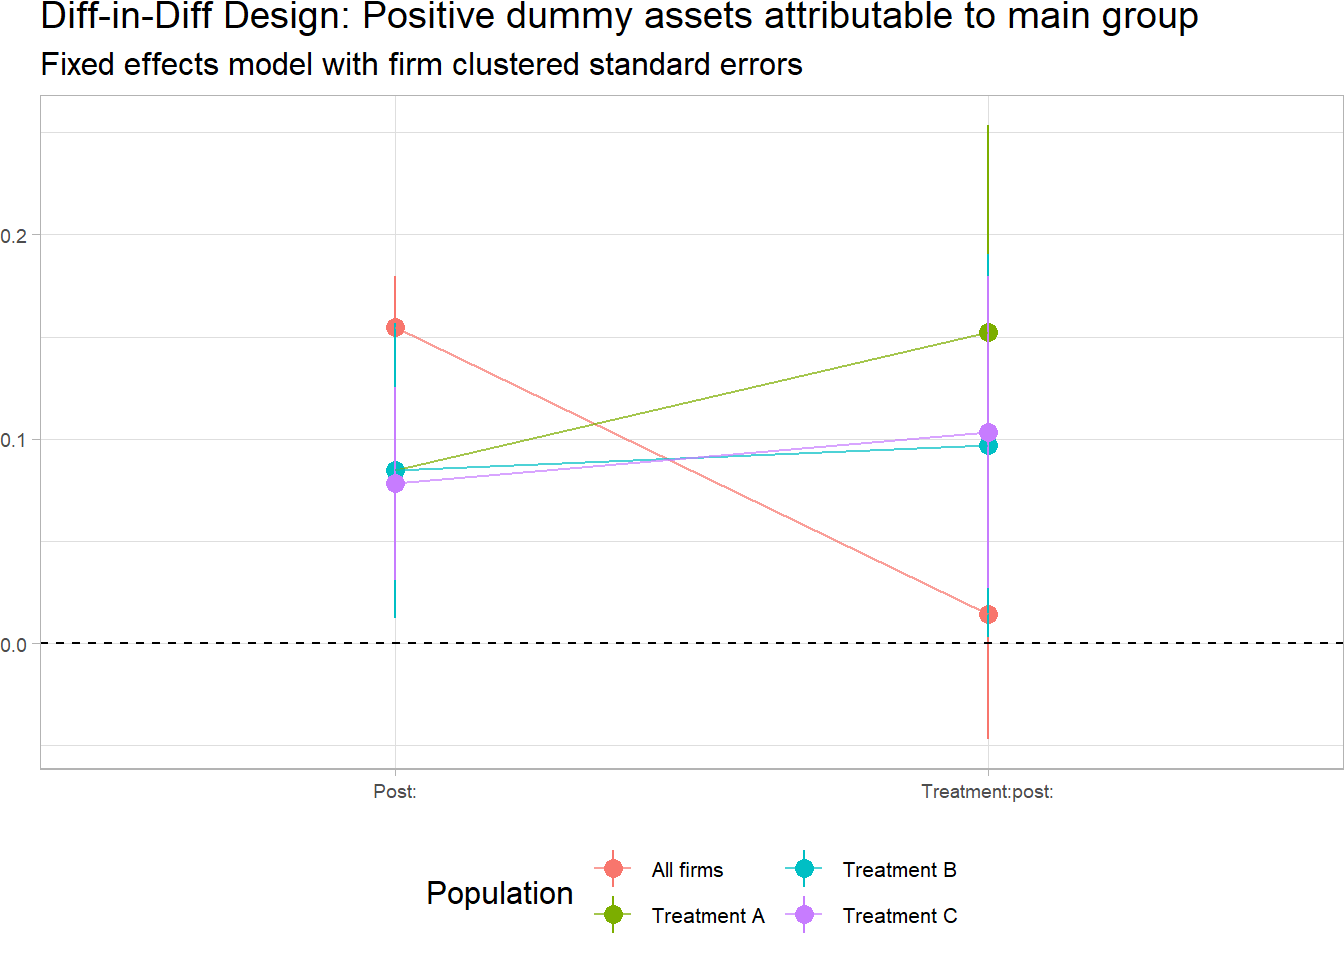 Diff-in-Diff Design: Positive dummy assets attributable to main group
Fixed effects model with firm clustered standard errors
0.2
0.1
0.0
Post:
Treatment:post:
Population
All firms
Treatment B
Treatment A
Treatment C